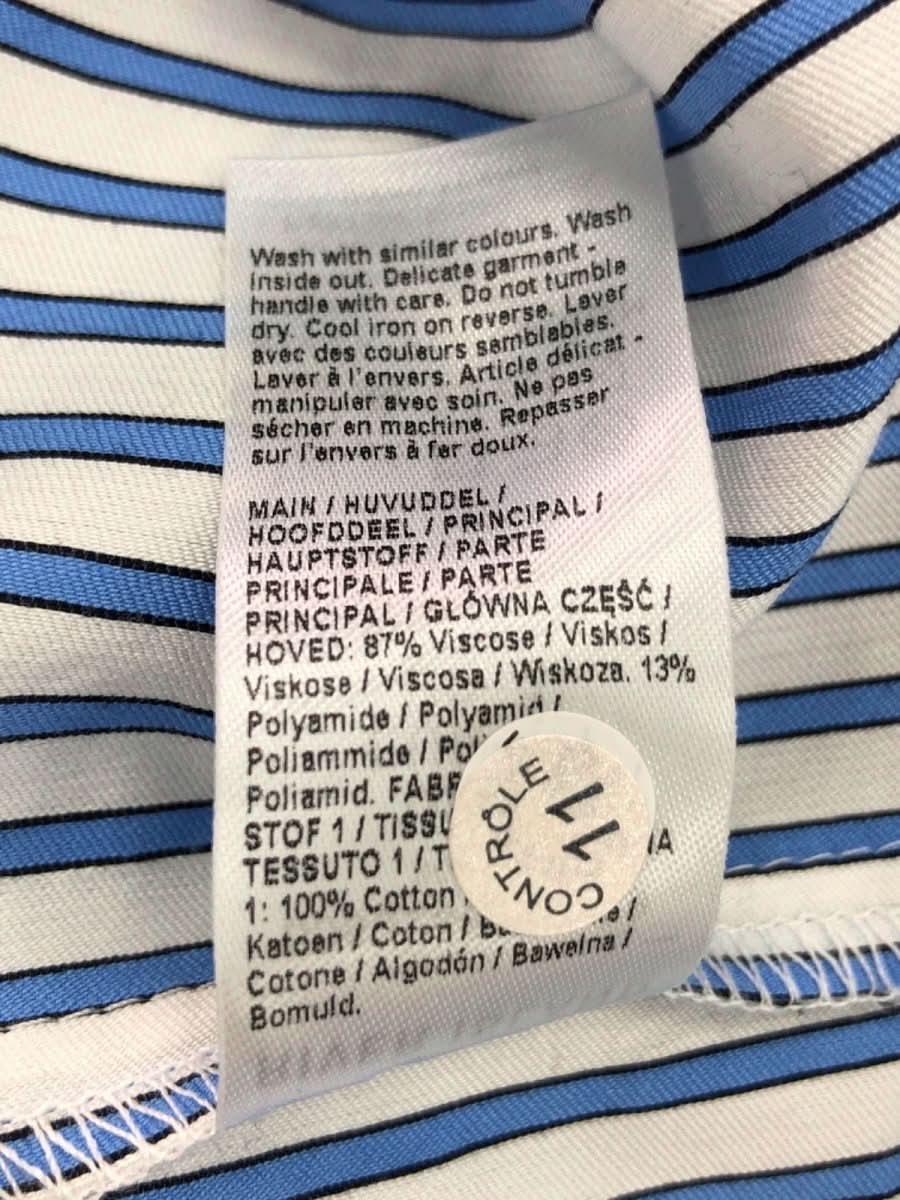 Wash with similar colours. Wash
inside out. Delicate garment -
handle with care. Do not tumble
dry. Cool iron on reverse. Laver
avec des couleurs semblables.
Laver à l'envers. Article délicat -
manipuler avec soin. Ne pas
sécher en machine. Repasser
sur l'envers à fer doux.
MAIN / HUVUDDEL /
HOOFDDEEL / PRINCIPAL /
HAUPTSTOFF / PARTE
PRINCIPALE / PARTE
PRINCIPAL / GŁÓWNA CZĘŚĆ /
HOVED: 87% Viscose / Viskos /
Viskose / Viscosa / Wiskoza. 13%
Polyamide / Polyamid /
Poliammide /
Poliamid.
STOF 1 /
TESSUTO 1 /
1: 100% Cotton
Katoen / Coton /
Cotone / Algodón / Bawełna /
Bomuld.
CONTRÔLE
11